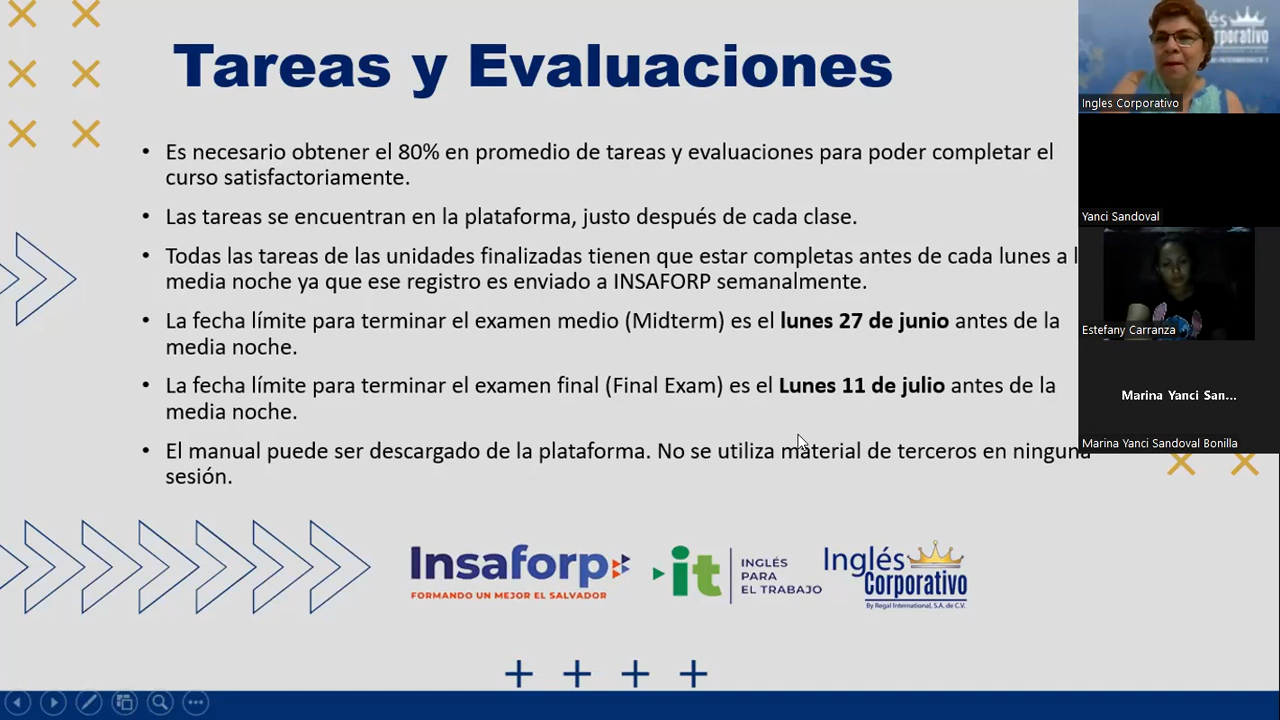 Tareas y Evaluaciones
• Es necesario obtener el 80% en promedio de tareas y evaluaciones para poder completar el
curso satisfactoriamente.
• Las tareas se encuentran en la plataforma, justo después de cada clase.
• Todas las tareas de las unidades finalizadas tienen que estar completas antes de cada lunes a l
media noche ya que ese registro es enviado a INSAFORP semanalmente.
• La fecha límite para terminar el examen medio (Midterm) es el lunes 27 de junio antes de la
media noche.
• La fecha límite para terminar el examen final (Final Exam) es el Lunes 11 de julio antes de la
media noche.
• El manual puede ser descargado de la plataforma. No se utiliza material de terceros en ninguna
sesión.
Insaforp
FORMANDO UN MEJOR EL SALVADOR
it
INGLÉS
PARA
EL TRABAJO
Inglés
Corporativo
By Regal International, S.A. de C.V.
Ingles Corporativo
Yanci Sandoval
Estefany Carranza
Marina Yanci San...
Marina Yanci Sandoval Bonilla